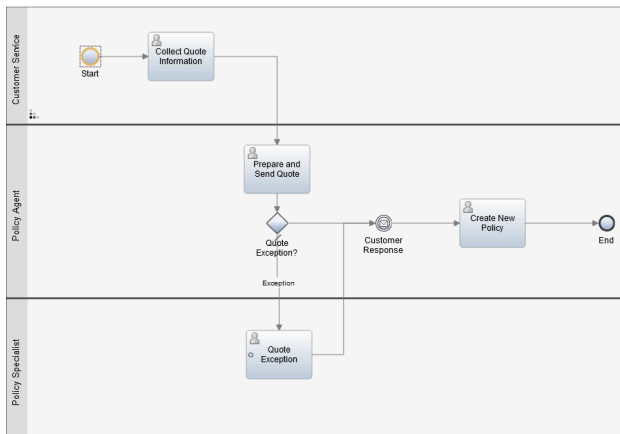 Customer Service
Start
Collect Quote
Information
Policy Agent
Prepare and
Send Quote
Quote
Exception?
Exception
Customer
Response
Create New
Policy
End
Policy Specialist
Quote
Exception